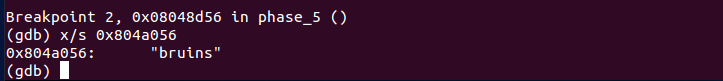 Breakpoint 2, 0x08048d56 in phase_5 ()
(gdb) x/s 0x804a056
0x804a056:      "bruins"
(gdb)